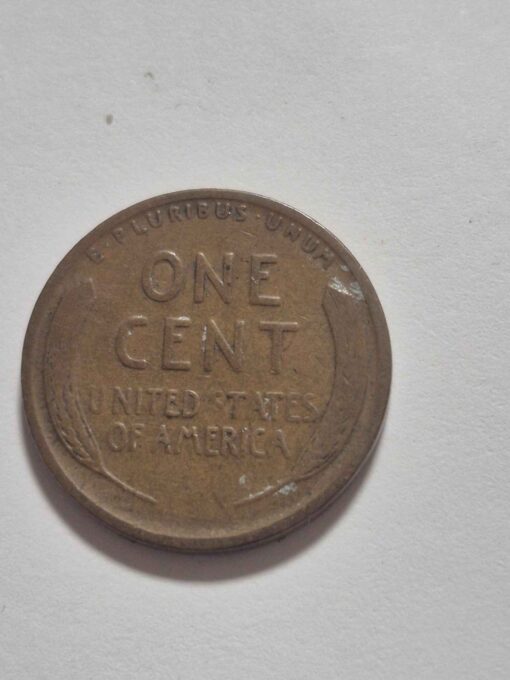 E · PLURIBUS · UNUM
ONE
CENT
UNITED STATES
OF AMERICA